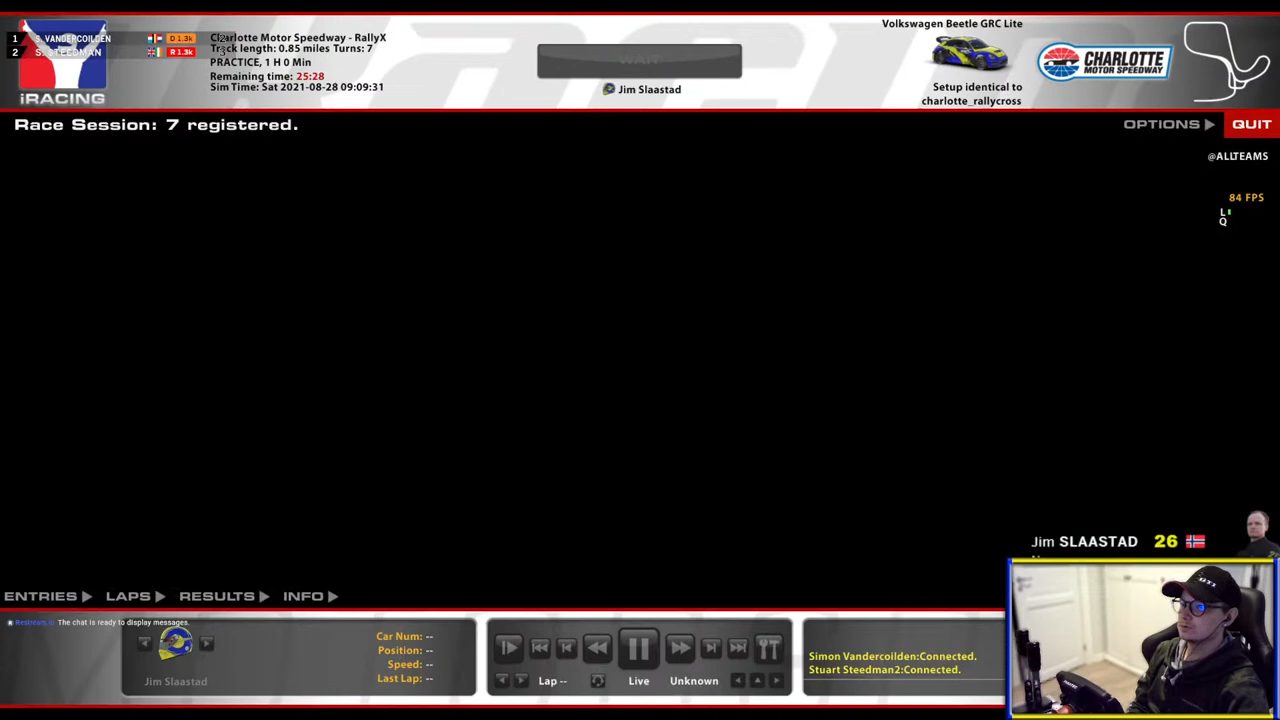 1 S. VANDERCOILDEN D 1.3k
2 S. STEEDMAN R 1.3k
iRACING
Charlotte Motor Speedway - RallyX
Track length: 0.85 miles Turns: 7
PRACTICE, 1 H 0 Min
Remaining time: 25:28
Sim Time: Sat 2021-08-28 09:09:31
WAIT
Jim Slaastad
Volkswagen Beetle GRC Lite
Setup identical to
charlotte_rallycross
CHARLOTTE
MOTOR SPEEDWAY
Race Session: 7 registered.
OPTIONS
QUIT
@ALLTEAMS
84 FPS
L
Q
Jim SLAASTAD 26
ENTRIES
LAPS
RESULTS
INFO
Restream.io The chat is ready to display messages.
Jim Slaastad
Car Num: --
Position: --
Speed: --
Last Lap: --
Lap --
Live
Unknown
Simon Vandercoilden:Connected.
Stuart Steedman2:Connected.
GTI